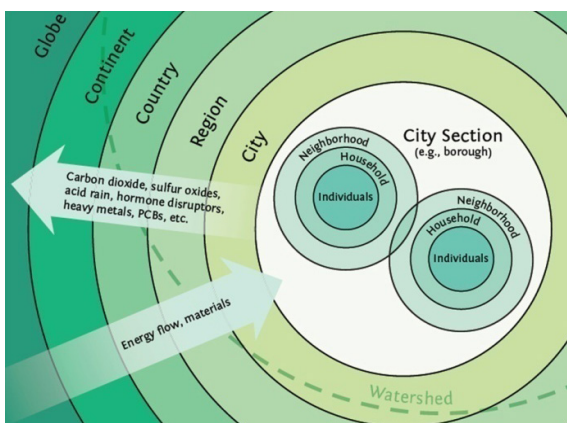 Globe
Continent
Country
Region
City
City Section
(e.g., borough)
Neighborhood
Household
Individuals
Neighborhood
Household
Individuals
Carbon dioxide, sulfur oxides,
acid rain, hormone disruptors,
heavy metals, PCBs, etc.
Energy flow, materials
Watershed